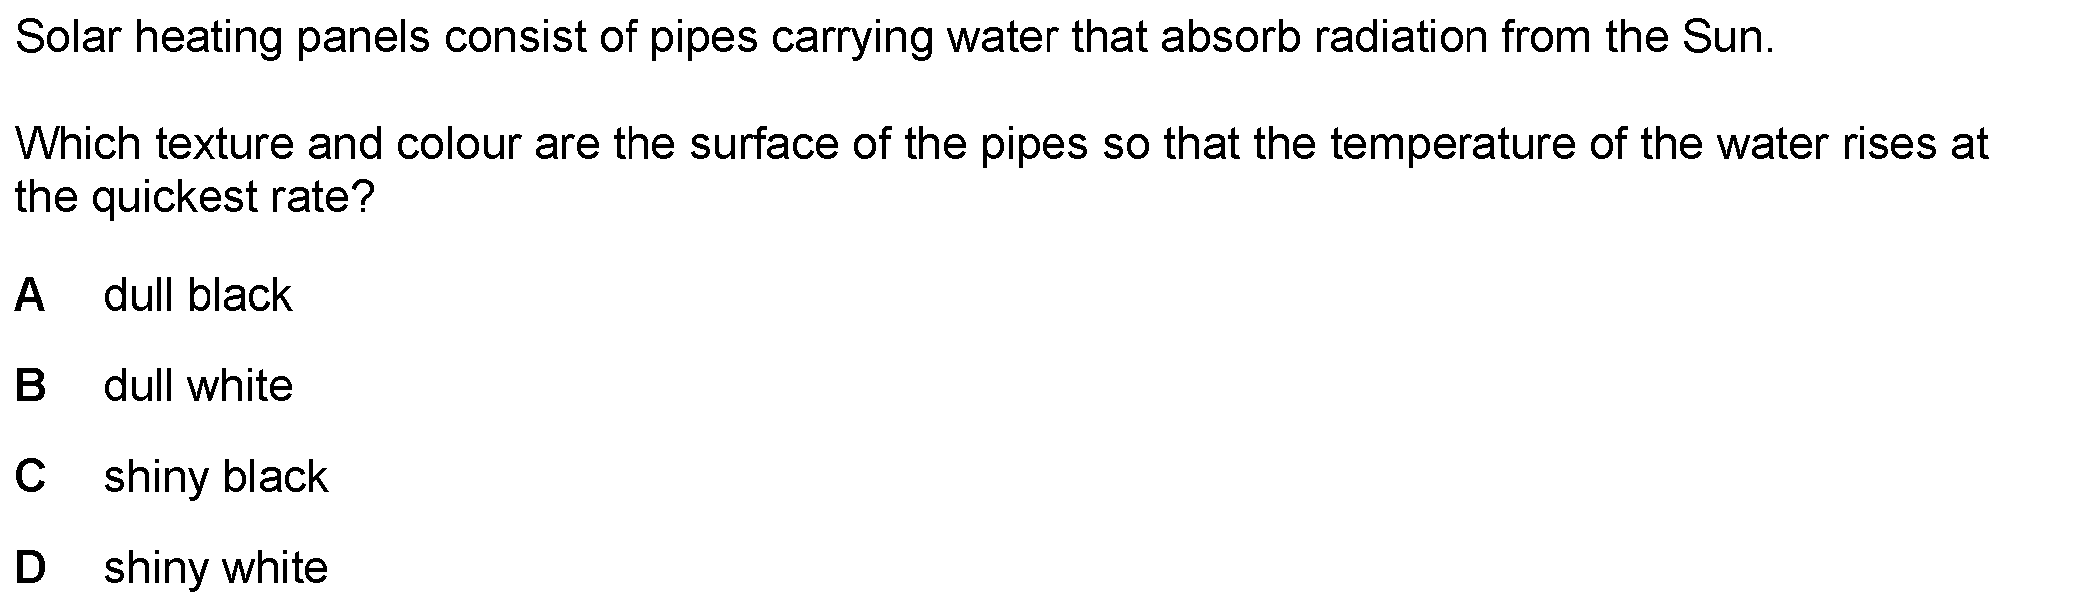 Solar heating panels consist of pipes carrying water that absorb radiation from the Sun.
Which texture and colour are the surface of the pipes so that the temperature of the water rises at
the quickest rate?
A dull black
B dull white
C shiny black
D shiny white